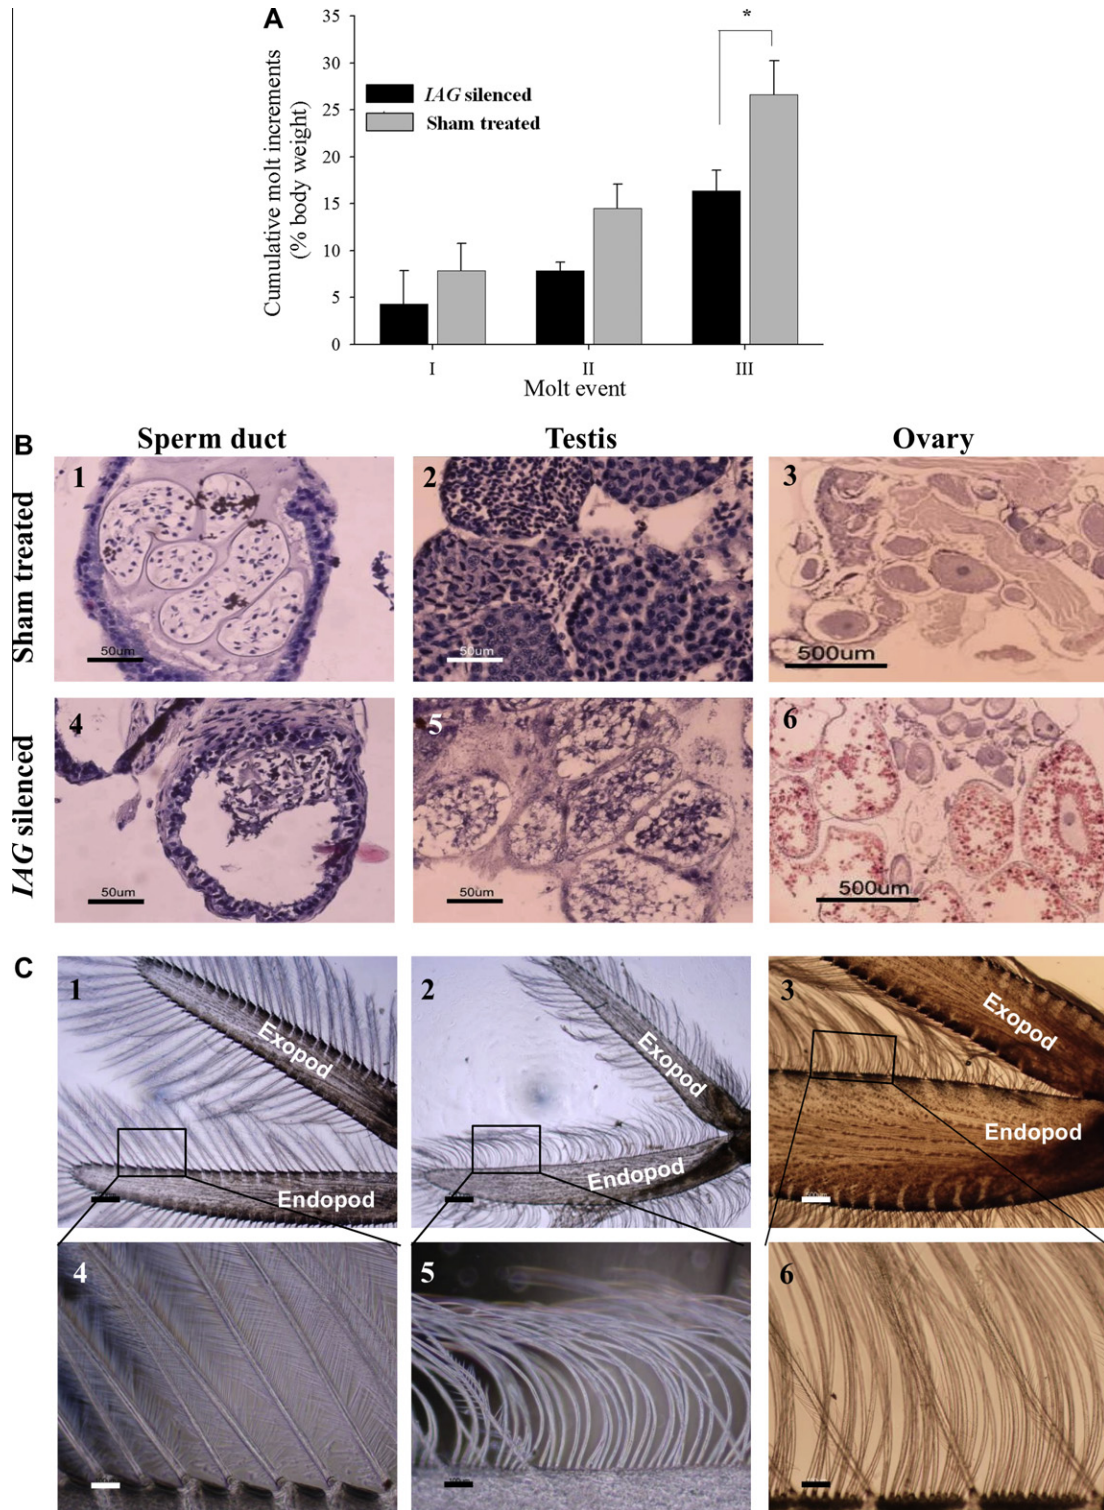 A
35
30
25
20
15
10
5
0
Cumulative molt increments
(% body weight)
IAG silenced
Sham treated
*
I
II
III
Molt event
B
Sperm duct
Testis
Ovary
Sham treated
1
50um
2
50um
3
500um
IAG silenced
4
50um
5
50um
6
500um
C
1
Exopod
Endopod
2
Exopod
Endopod
3
Exopod
Endopod
4
5
6